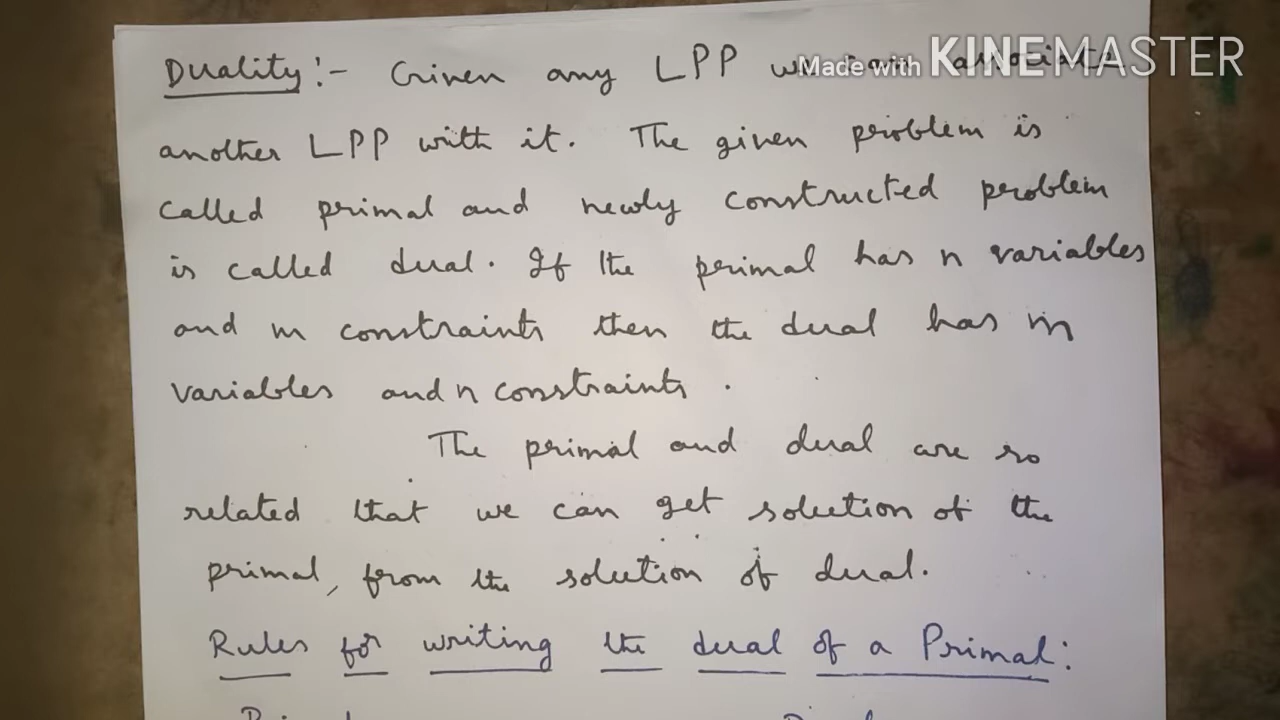 Duality :- Given any LPP we can associate
Made with KINEMASTER
another LPP with it. The given problem is
called primal and newly constructed problem
is called dual. If the primal has n variables
and m constraints then the dual has m
variables and n constraints.
The primal and dual are so
related that we can get solution of the
primal, from the solution of dual.
Rules for writing the dual of a Primal: